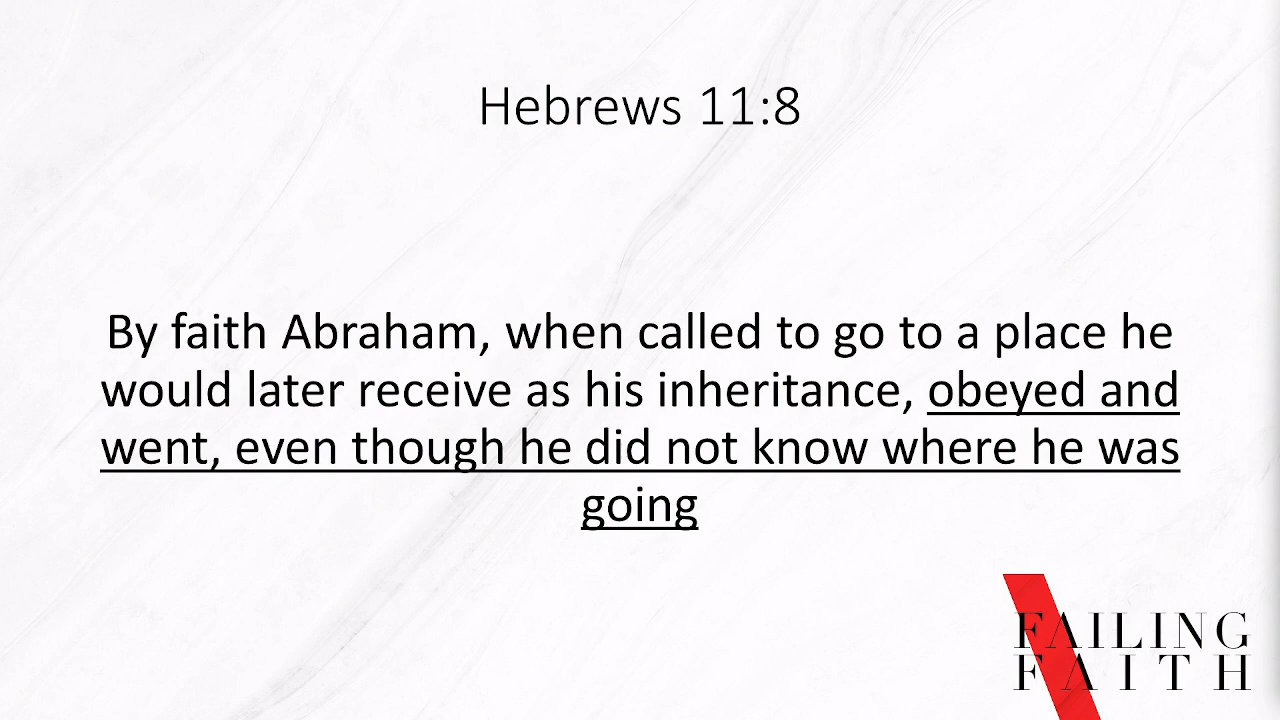 Hebrews 11:8
By faith Abraham, when called to go to a place he
would later receive as his inheritance, obeyed and
went, even though he did not know where he was
going
FAILING
FAITH